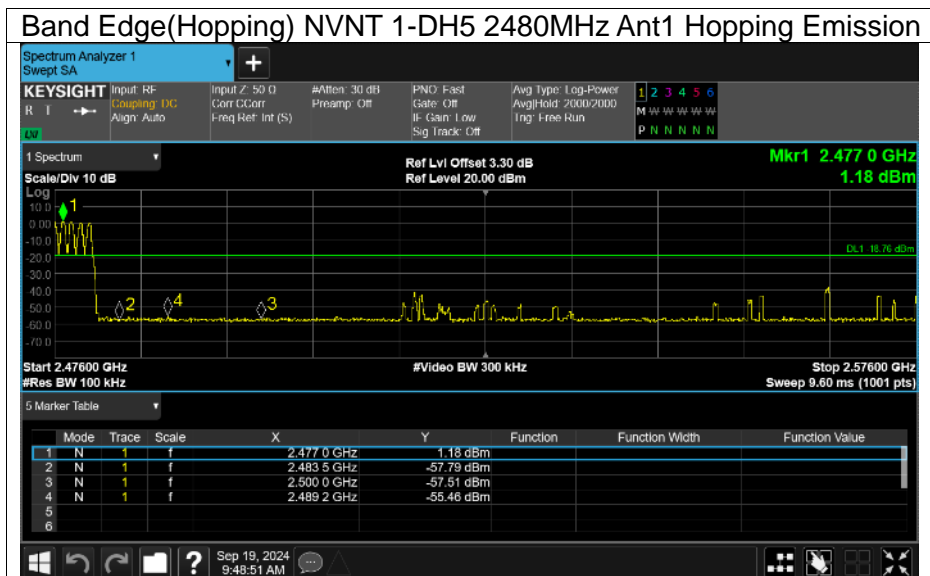 Band Edge(Hopping) NVNT 1-DH5 2480MHz Ant1 Hopping Emission
Spectrum Analyzer 1
Swept SA
+
KEYSIGHT
R T
LXI
Input: RF
Coupling: DC
Align: Auto
Input Z: 50 Ω
Corr CCorr
Freq Ref: Int (S)
#Atten: 30 dB
Preamp: Off
PNO: Fast
Gate: Off
IF Gain: Low
Sig Track: Off
Avg Type: Log-Power
Avg|Hold: 2000/2000
Trig: Free Run
1 2 3 4 5 6
M W W W W W
P N N N N N
1 Spectrum
Scale/Div 10 dB
Ref Lvl Offset 3.30 dB
Ref Level 20.00 dBm
Mkr1 2.477 0 GHz
1.18 dBm
Log
10.0
0.00
-10.0
-20.0
-30.0
-40.0
-50.0
-60.0
-70.0
1
2
4
3
DL1 -18.76 dBm
Start 2.47600 GHz
#Res BW 100 kHz
#Video BW 300 kHz
Stop 2.57600 GHz
Sweep 9.60 ms (1001 pts)
5 Marker Table
Mode Trace Scale X Y Function Function Width Function Value
1 N 1 f 2.477 0 GHz 1.18 dBm
2 N 1 f 2.483 5 GHz -57.79 dBm
3 N 1 f 2.500 0 GHz -57.51 dBm
4 N 1 f 2.489 2 GHz -55.46 dBm
5
6
?
Sep 19, 2024
9:48:51 AM